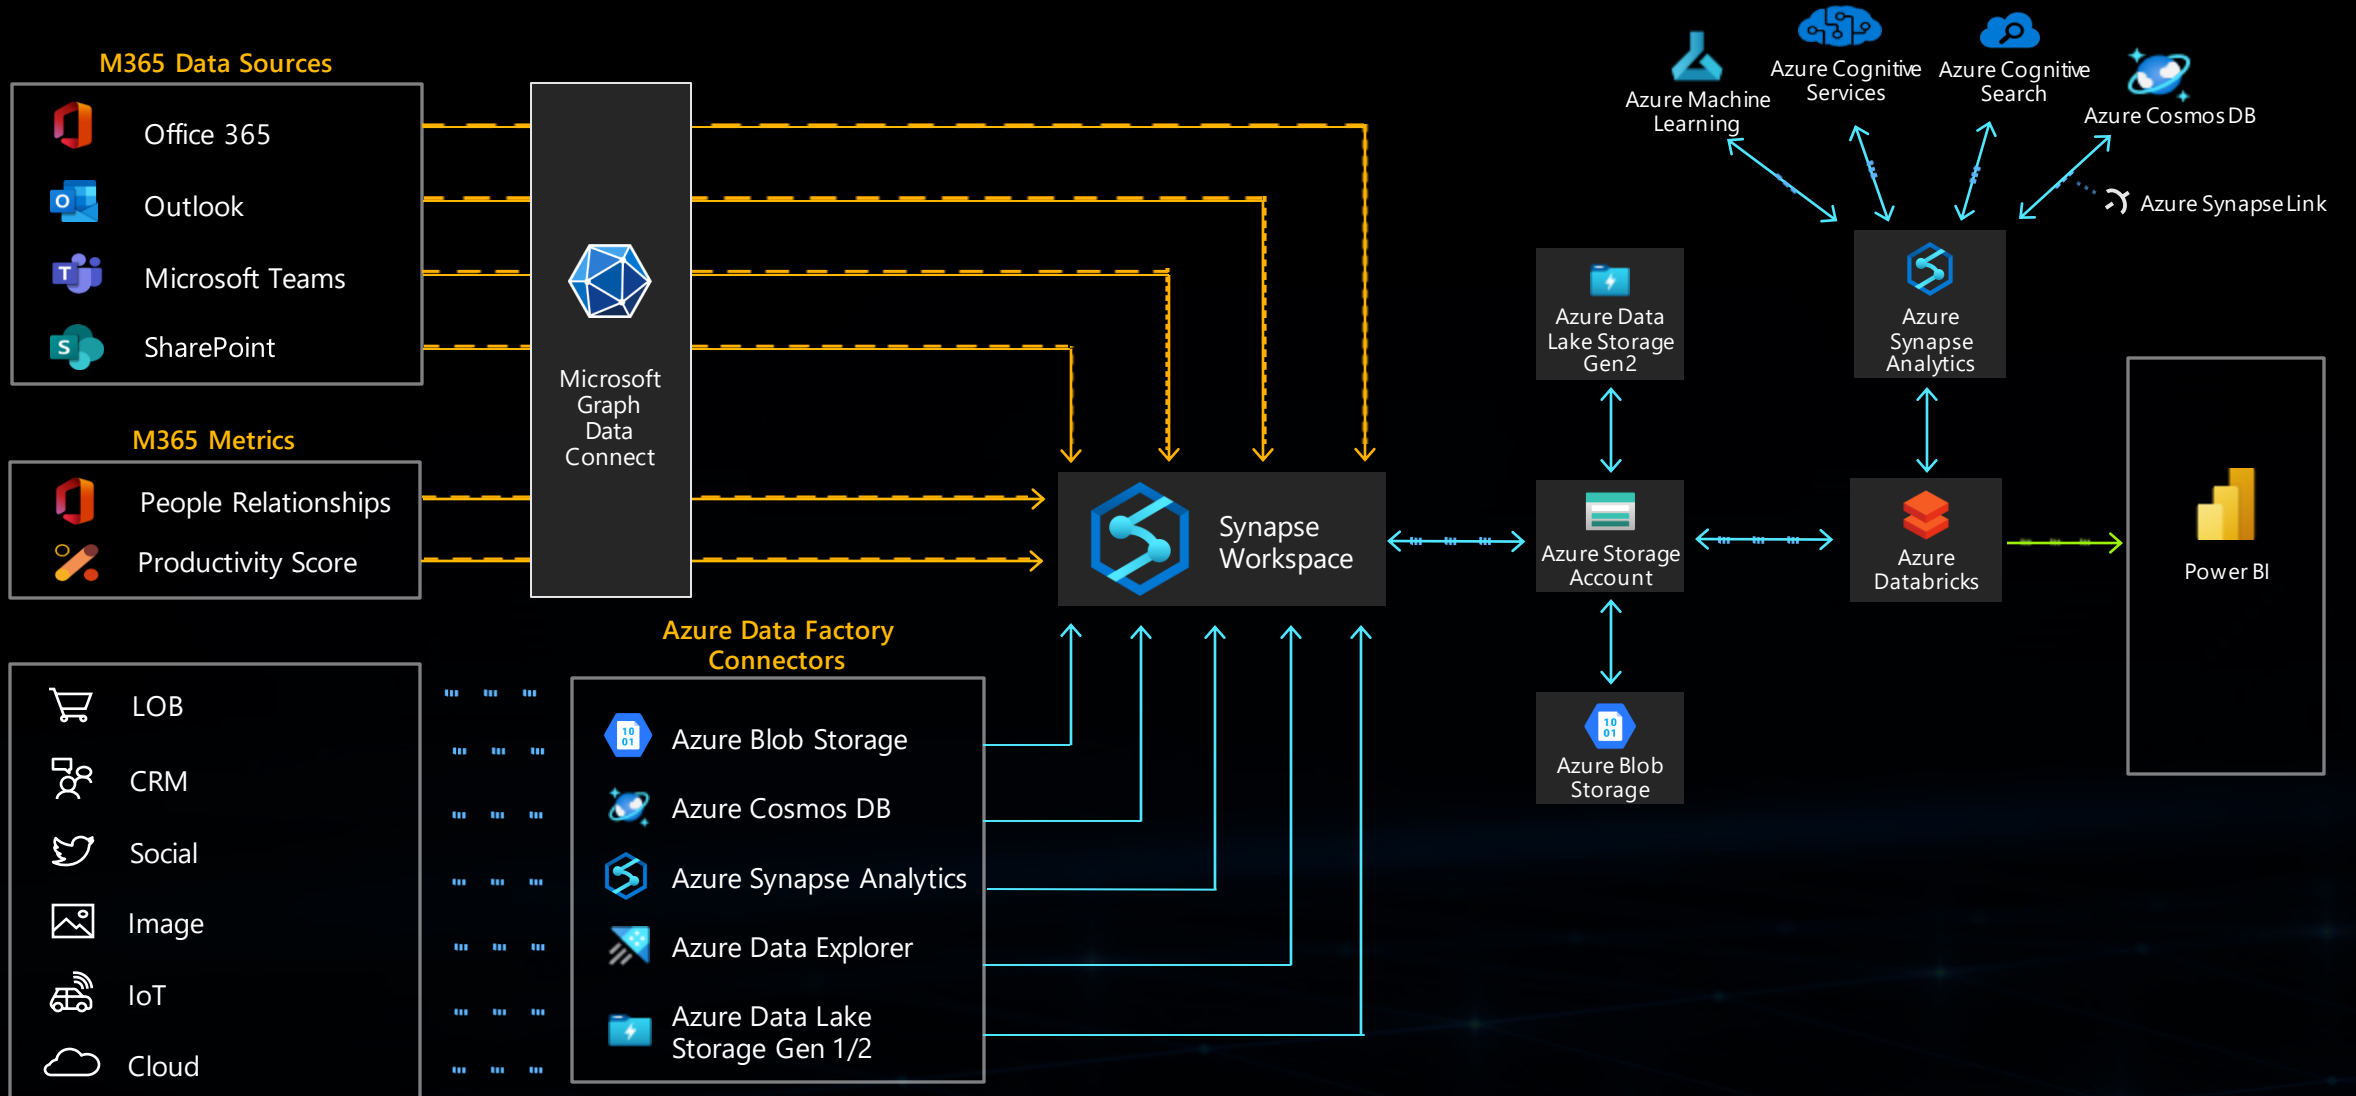 M365 Data Sources
Office 365
Outlook
Microsoft Teams
SharePoint
M365 Metrics
People Relationships
Productivity Score
LOB
CRM
Social
Image
IoT
Cloud
Microsoft
Graph
Data
Connect
Azure Data Factory
Connectors
Azure Blob Storage
Azure Cosmos DB
Azure Synapse Analytics
Azure Data Explorer
Azure Data Lake
Storage Gen 1/2
Synapse
Workspace
Azure Data
Lake Storage
Gen2
Azure Storage
Account
Azure Blob
Storage
Azure Machine
Learning
Azure Cognitive
Services
Azure Cognitive
Search
Azure Cosmos DB
Azure Synapse Link
Azure
Synapse
Analytics
Azure
Databricks
Power BI